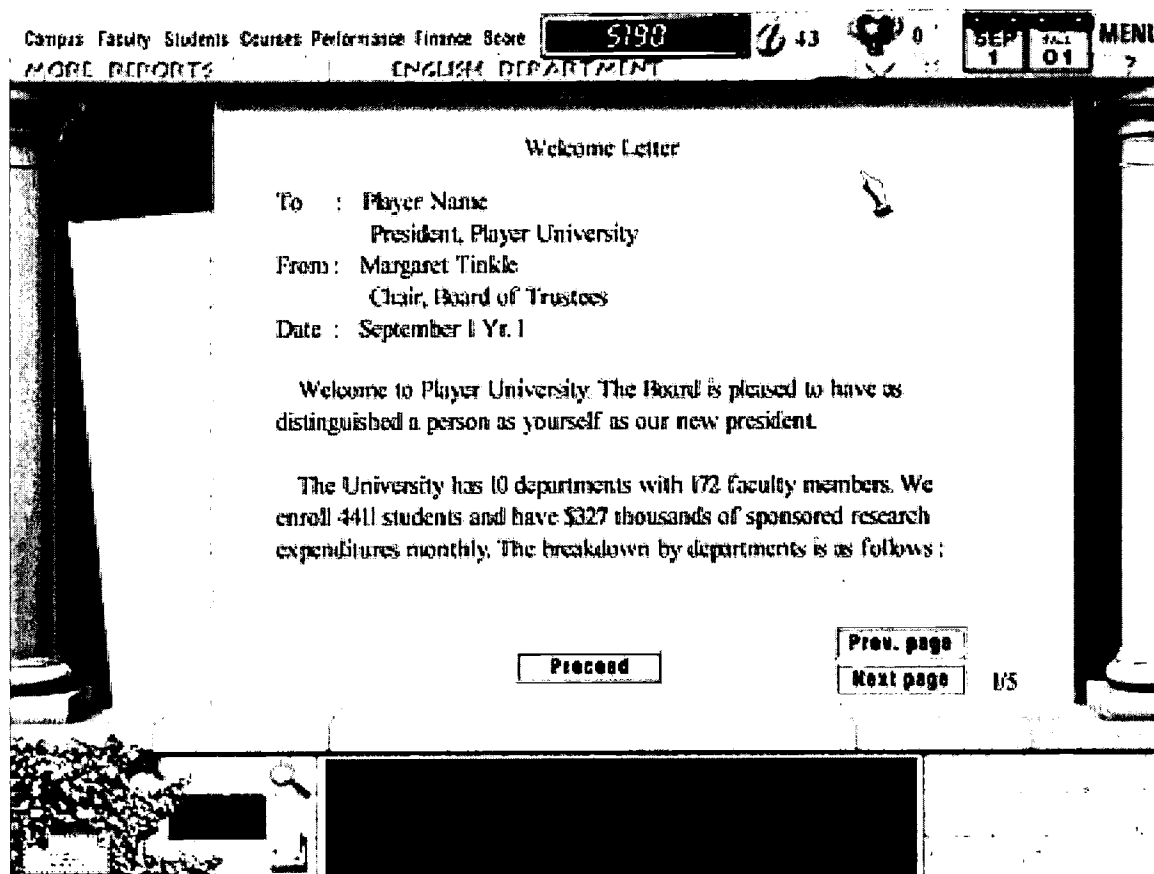 Campus Faculty Students Courses Performance Finance Score 5790 43 0 SEP 1 01 MENU
MORE REPORTS ENGLISH DEPARTMENT ?
Welcome Letter
To : Player Name
President, Player University
From : Margaret Tinkle
Chair, Board of Trustees
Date : September 1 Yr. 1
Welcome to Player University. The Board is pleased to have as
distinguished a person as yourself as our new president.
The University has 10 departments with 172 faculty members. We
enroll 4411 students and have $327 thousands of sponsored research
expenditures monthly. The breakdown by departments is as follows :
Prev. page
Proceed
Next page 1/5